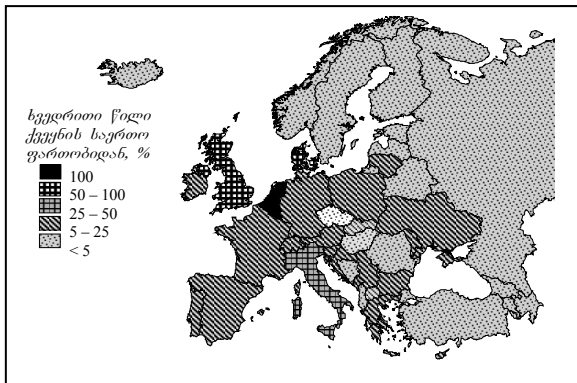 ხვედრითი წილი
ქვეყნის საერთო
ფართობიდან, %
100
50 – 100
25 – 50
5 – 25
< 5